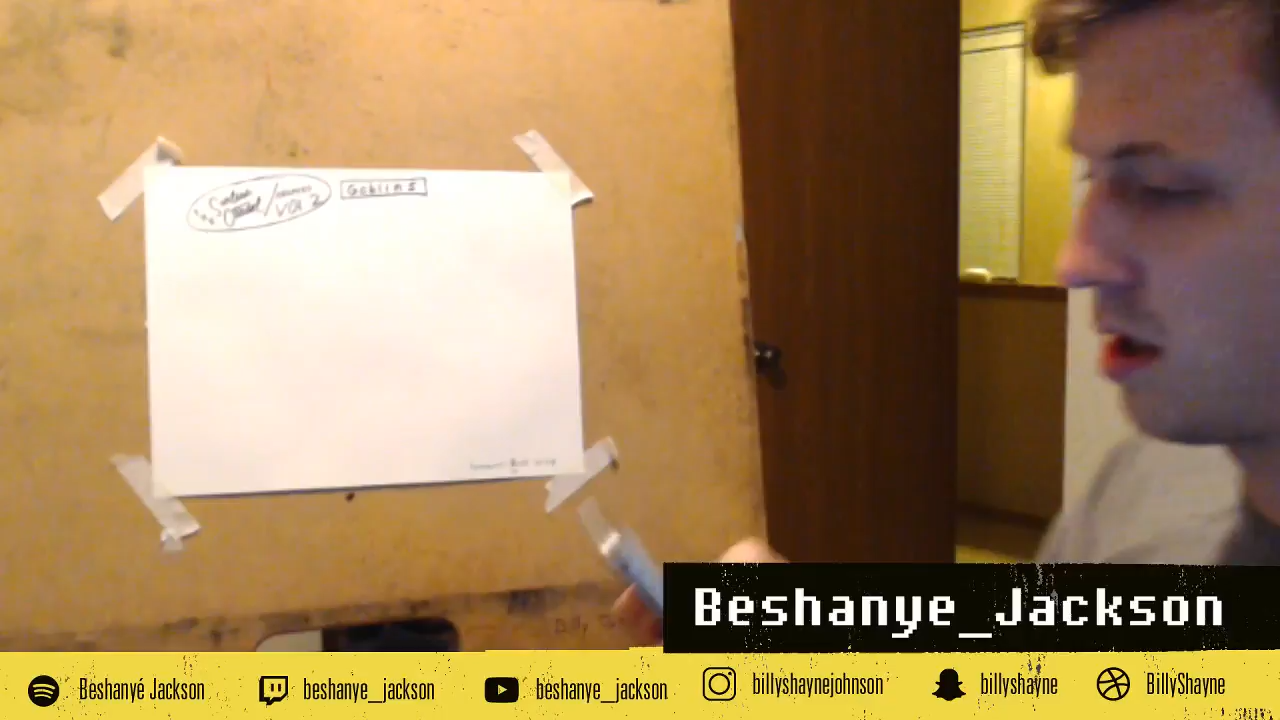 Goblins
VOL 2
Beshanye_Jackson
Beshanyé Jackson
beshanye_jackson
beshanye_jackson
billyshaynejohnson
billyshayne
BillyShayne